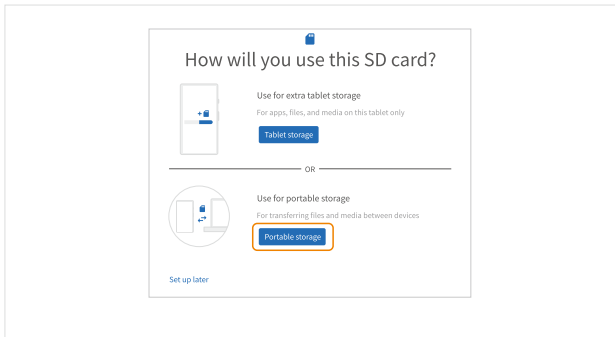 How will you use this SD card?
Use for extra tablet storage
For apps, files, and media on this tablet only
Tablet storage
OR
Use for portable storage
For transferring files and media between devices
Portable storage
Set up later